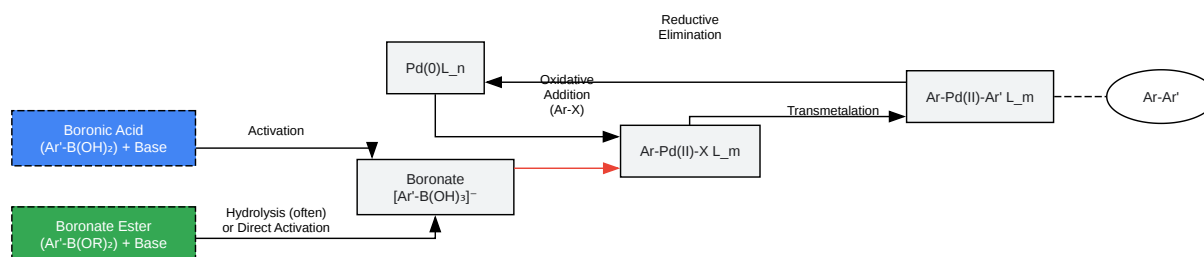 Reductive
Elimination
Pd(0)L_n
Oxidative
Addition
(Ar-X)
Ar-Pd(II)-Ar' L_m
Ar-Ar'
Transmetalation
Boronic Acid
(Ar'-B(OH)₂) + Base
Activation
Ar-Pd(II)-X L_m
Boronate
[Ar'-B(OH)₃]⁻
Boronate Ester
(Ar'-B(OR)₂) + Base
Hydrolysis (often)
or Direct Activation